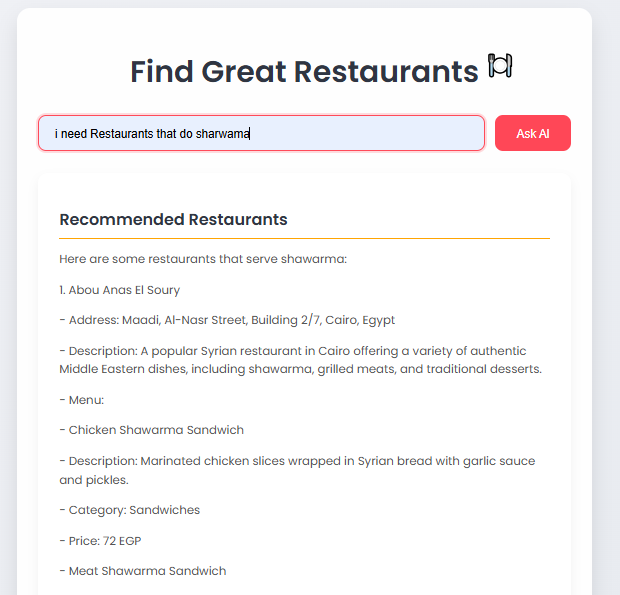 Find Great Restaurants
i need Restaurants that do sharwama
Ask AI
Recommended Restaurants
Here are some restaurants that serve shawarma:
1. Abou Anas El Soury
- Address: Maadi, Al-Nasr Street, Building 2/7, Cairo, Egypt
- Description: A popular Syrian restaurant in Cairo offering a variety of authentic
Middle Eastern dishes, including shawarma, grilled meats, and traditional desserts.
- Menu:
- Chicken Shawarma Sandwich
- Description: Marinated chicken slices wrapped in Syrian bread with garlic sauce
and pickles.
- Category: Sandwiches
- Price: 72 EGP
- Meat Shawarma Sandwich